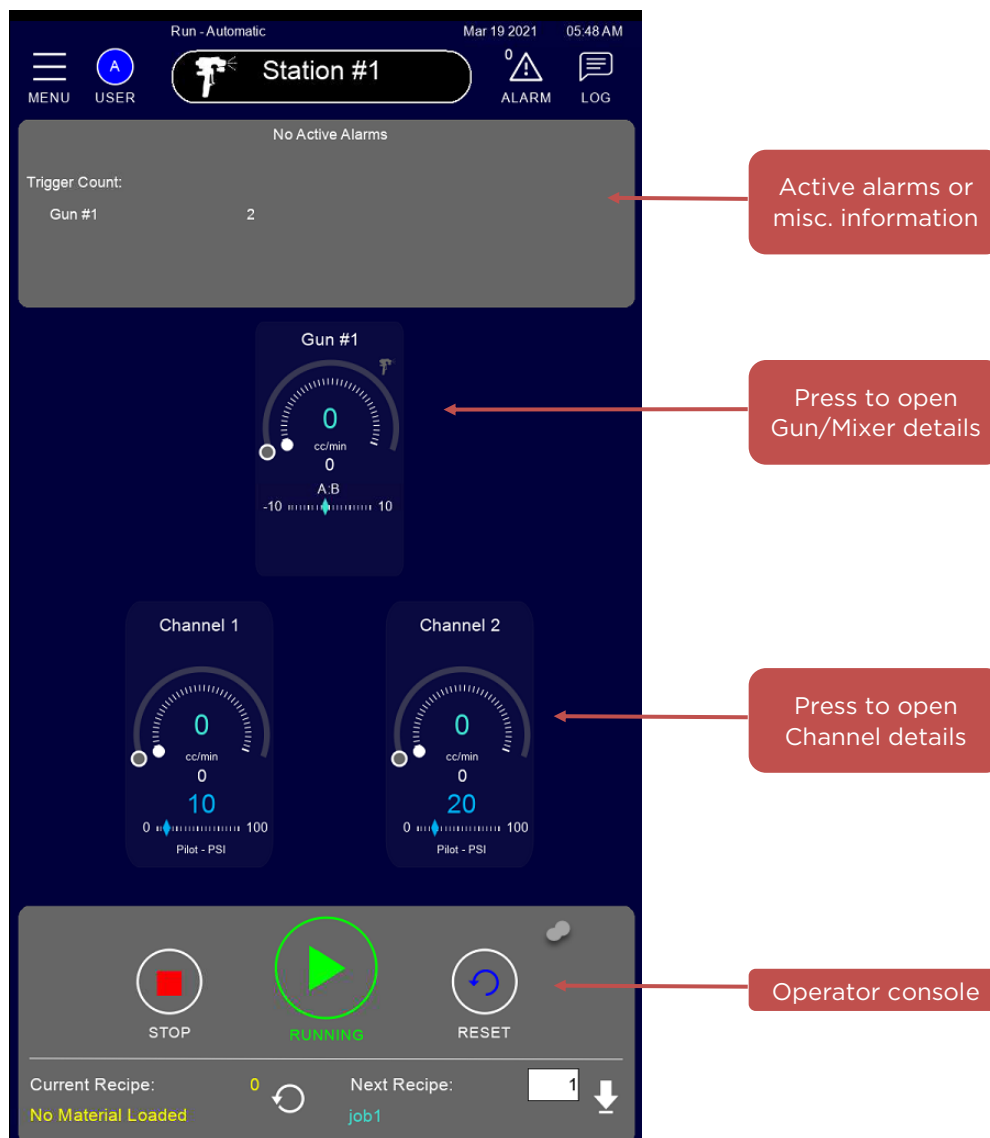 Run - Automatic Mar 19 2021 05:48 AM
MENU
A
USER
Station #1
0
ALARM
LOG
No Active Alarms
Trigger Count:
Gun #1 2
Active alarms or
misc. information
Gun #1
0
cc/min
0
A:B
-10 10
Press to open
Gun/Mixer details
Channel 1
0
cc/min
0
10
0 100
Pilot - PSI
Channel 2
0
cc/min
0
20
0 100
Pilot - PSI
Press to open
Channel details
STOP
RUNNING
RESET
Operator console
Current Recipe: 0
No Material Loaded
Next Recipe: 1
job1